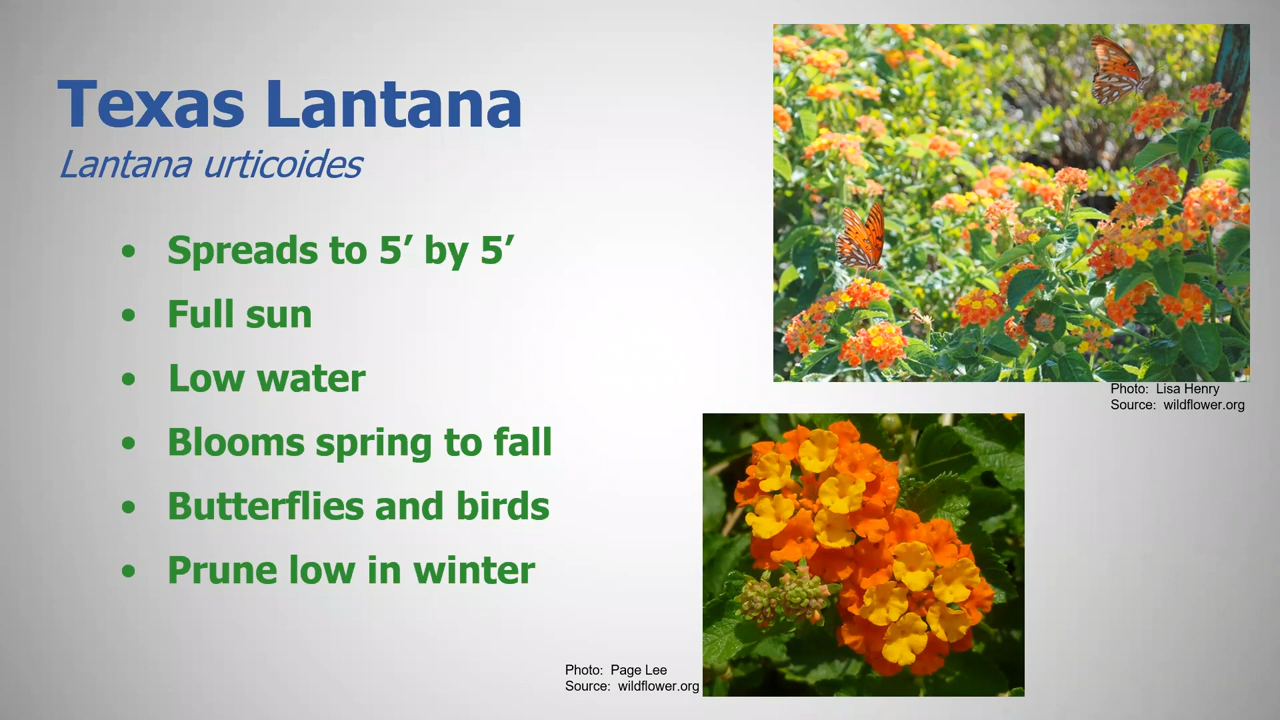 Texas Lantana
Lantana urticoides
• Spreads to 5′ by 5′
• Full sun
• Low water
• Blooms spring to fall
• Butterflies and birds
• Prune low in winter
Photo: Lisa Henry
Source: wildflower.org
Photo: Page Lee
Source: wildflower.org